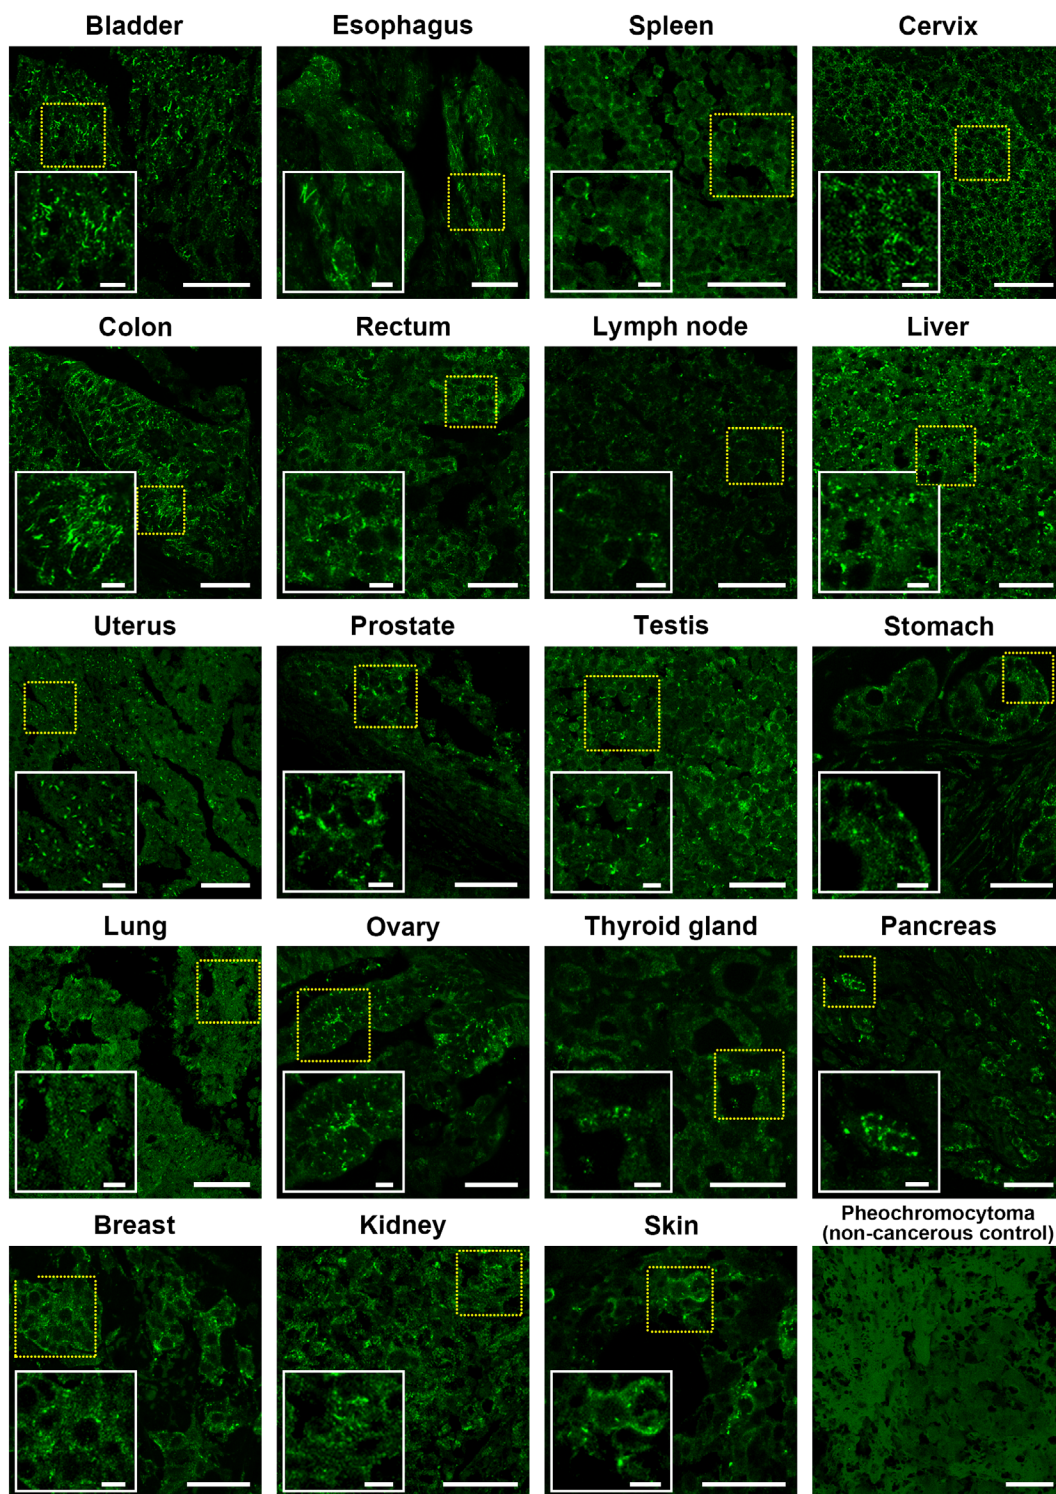 Bladder
Esophagus
Spleen
Cervix
Colon
Rectum
Lymph node
Liver
Uterus
Prostate
Testis
Stomach
Lung
Ovary
Thyroid gland
Pancreas
Breast
Kidney
Skin
Pheochromocytoma
(non-cancerous control)